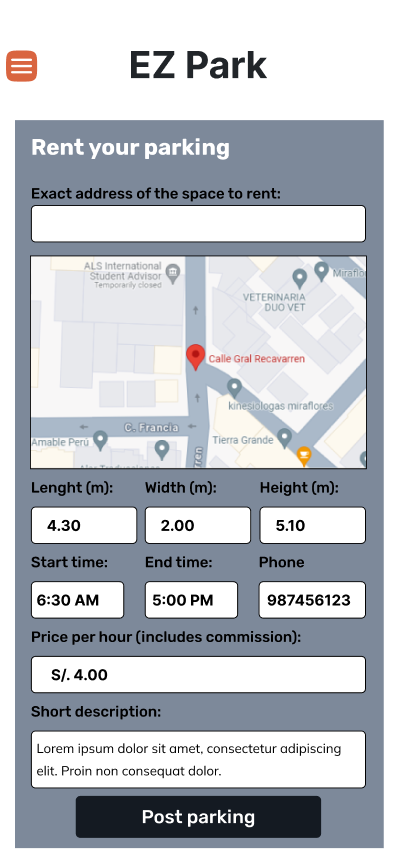 EZ Park
Rent your parking
Exact address of the space to rent:
ALS International
Student Advisor
Temporarily closed
Miraflo
VETERINARIA
DUO VET
Calle Gral Recavarren
kinesiologas miraflores
C. Francia
Amable Perú
Tierra Grande
rren
Lenght (m):
Width (m):
Height (m):
4.30
2.00
5.10
Start time:
End time:
Phone
6:30 AM
5:00 PM
987456123
Price per hour (includes commission):
S/. 4.00
Short description:
Lorem ipsum dolor sit amet, consectetur adipiscing
elit. Proin non consequat dolor.
Post parking